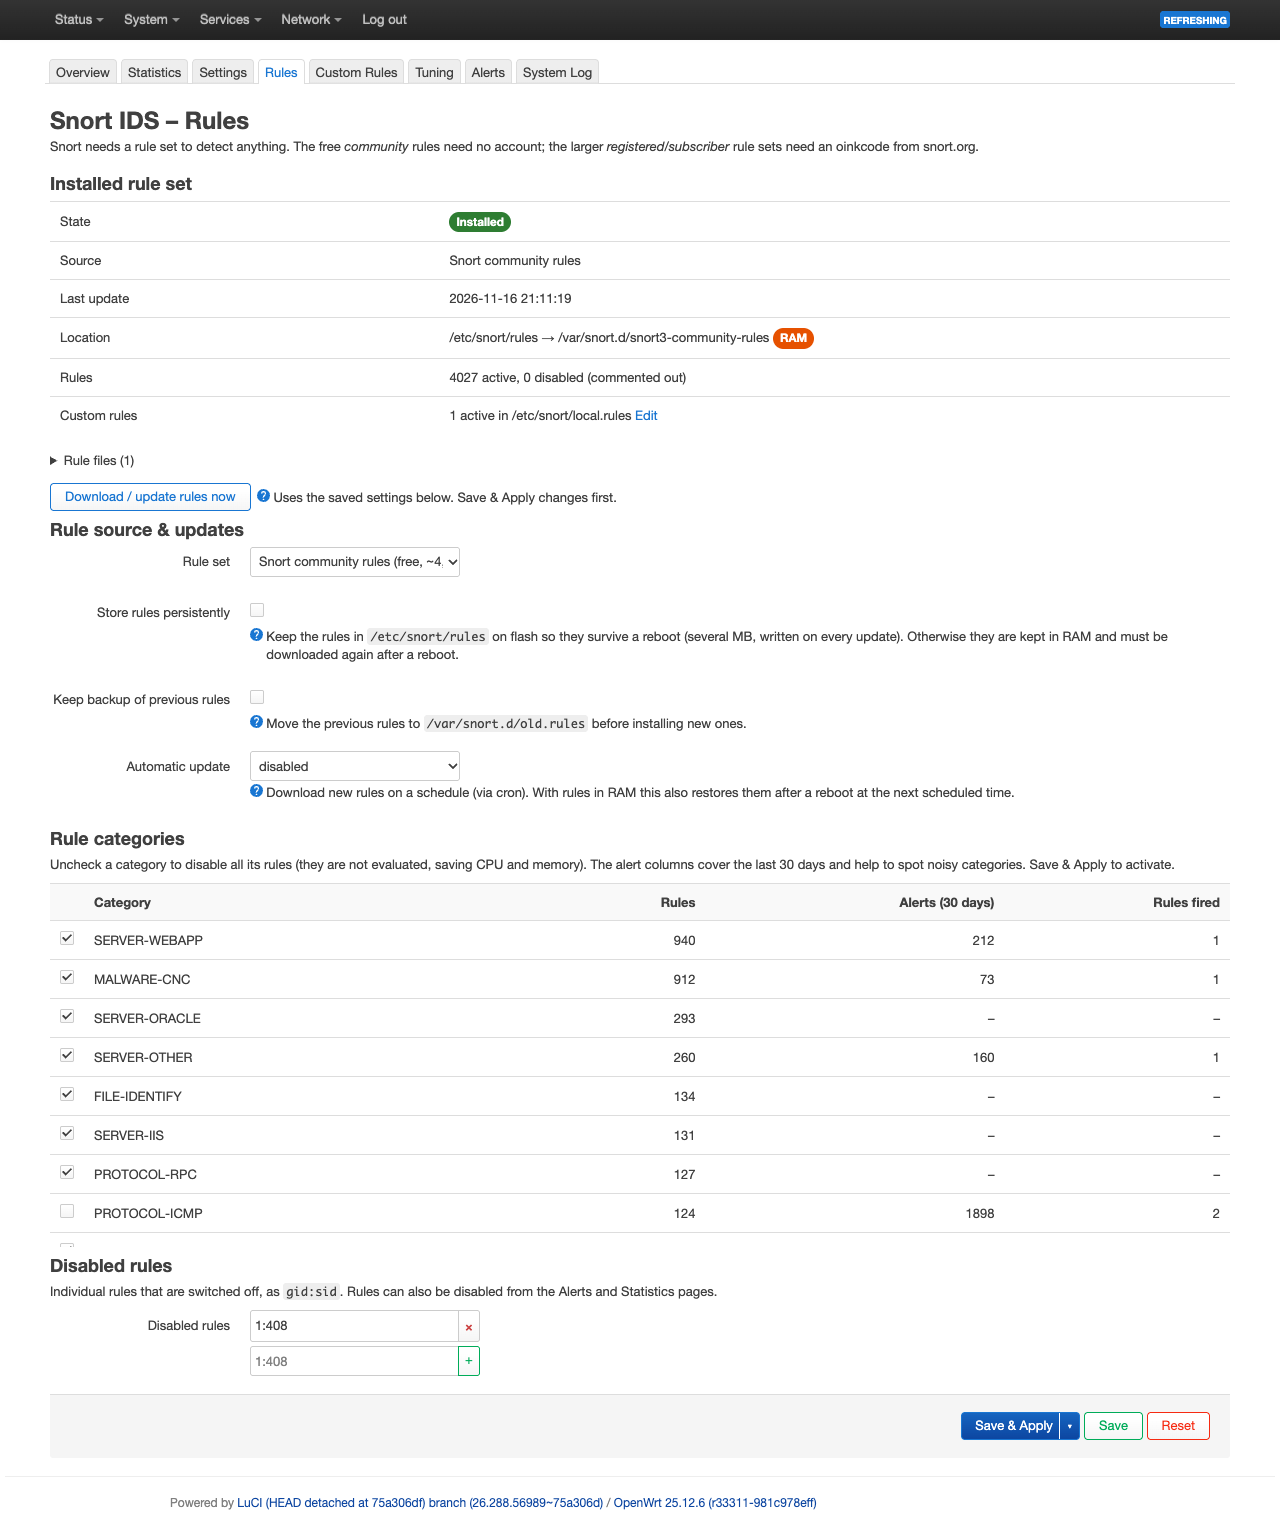 Status System Services Network Log out REFRESHING
Overview Statistics Settings Rules Custom Rules Tuning Alerts System Log
Snort IDS – Rules
Snort needs a rule set to detect anything. The free community rules need no account; the larger registered/subscriber rule sets need an oinkcode from snort.org.
Installed rule set
State Installed
Source Snort community rules
Last update 2026-11-16 21:11:19
Location /etc/snort/rules → /var/snort.d/snort3-community-rules RAM
Rules 4027 active, 0 disabled (commented out)
Custom rules 1 active in /etc/snort/local.rules Edit
Rule files (1)
Download / update rules now Uses the saved settings below. Save & Apply changes first.
Rule source & updates
Rule set Snort community rules (free, ~4
Store rules persistently
Keep the rules in /etc/snort/rules on flash so they survive a reboot (several MB, written on every update). Otherwise they are kept in RAM and must be
downloaded again after a reboot.
Keep backup of previous rules
Move the previous rules to /var/snort.d/old.rules before installing new ones.
Automatic update disabled
Download new rules on a schedule (via cron). With rules in RAM this also restores them after a reboot at the next scheduled time.
Rule categories
Uncheck a category to disable all its rules (they are not evaluated, saving CPU and memory). The alert columns cover the last 30 days and help to spot noisy categories. Save & Apply to activate.
Category Rules Alerts (30 days) Rules fired
SERVER-WEBAPP 940 212 1
MALWARE-CNC 912 73 1
SERVER-ORACLE 293 – –
SERVER-OTHER 260 160 1
FILE-IDENTIFY 134 – –
SERVER-IIS 131 – –
PROTOCOL-RPC 127 – –
PROTOCOL-ICMP 124 1898 2
Disabled rules
Individual rules that are switched off, as gid:sid. Rules can also be disabled from the Alerts and Statistics pages.
Disabled rules 1:408 ×
1:408 +
Save & Apply Save Reset
Powered by LuCI (HEAD detached at 75a306df) branch (26.288.56989~75a306d) / OpenWrt 25.12.6 (r33311-981c978eff)